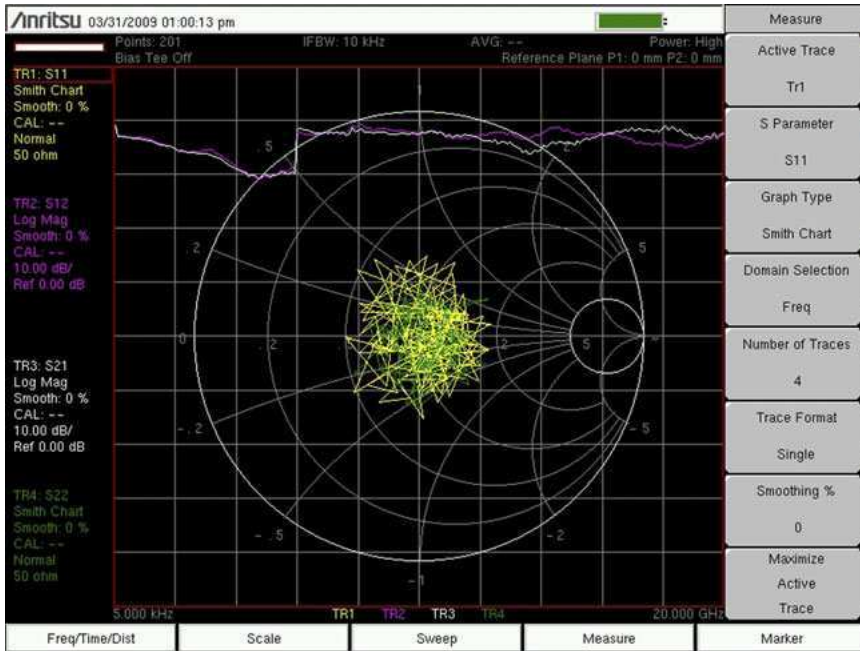 Anritsu 03/31/2009 01:00:13 pm
Points: 201 IFBW: 10 kHz AVG: -- Power: High
Bias Tee Off Reference Plane P1: 0 mm P2: 0 mm
TR1: S11
Smith Chart
Smooth: 0 %
CAL: --
Normal
50 ohm
TR2: S12
Log Mag
Smooth: 0 %
CAL: --
10.00 dB/
Ref 0.00 dB
TR3: S21
Log Mag
Smooth: 0 %
CAL: --
10.00 dB/
Ref 0.00 dB
TR4: S22
Smith Chart
Smooth: 0 %
CAL: --
Normal
50 ohm
1
.5 2
.2 5
0 .2 2 5
-.2 -5
-.5 -2
-1
5.000 kHz TR1 TR2 TR3 TR4 20.000 GHz
Measure
Active Trace
Tr1
S Parameter
S11
Graph Type
Smith Chart
Domain Selection
Freq
Number of Traces
4
Trace Format
Single
Smoothing %
0
Maximize
Active
Trace
Freq/Time/Dist Scale Sweep Measure Marker